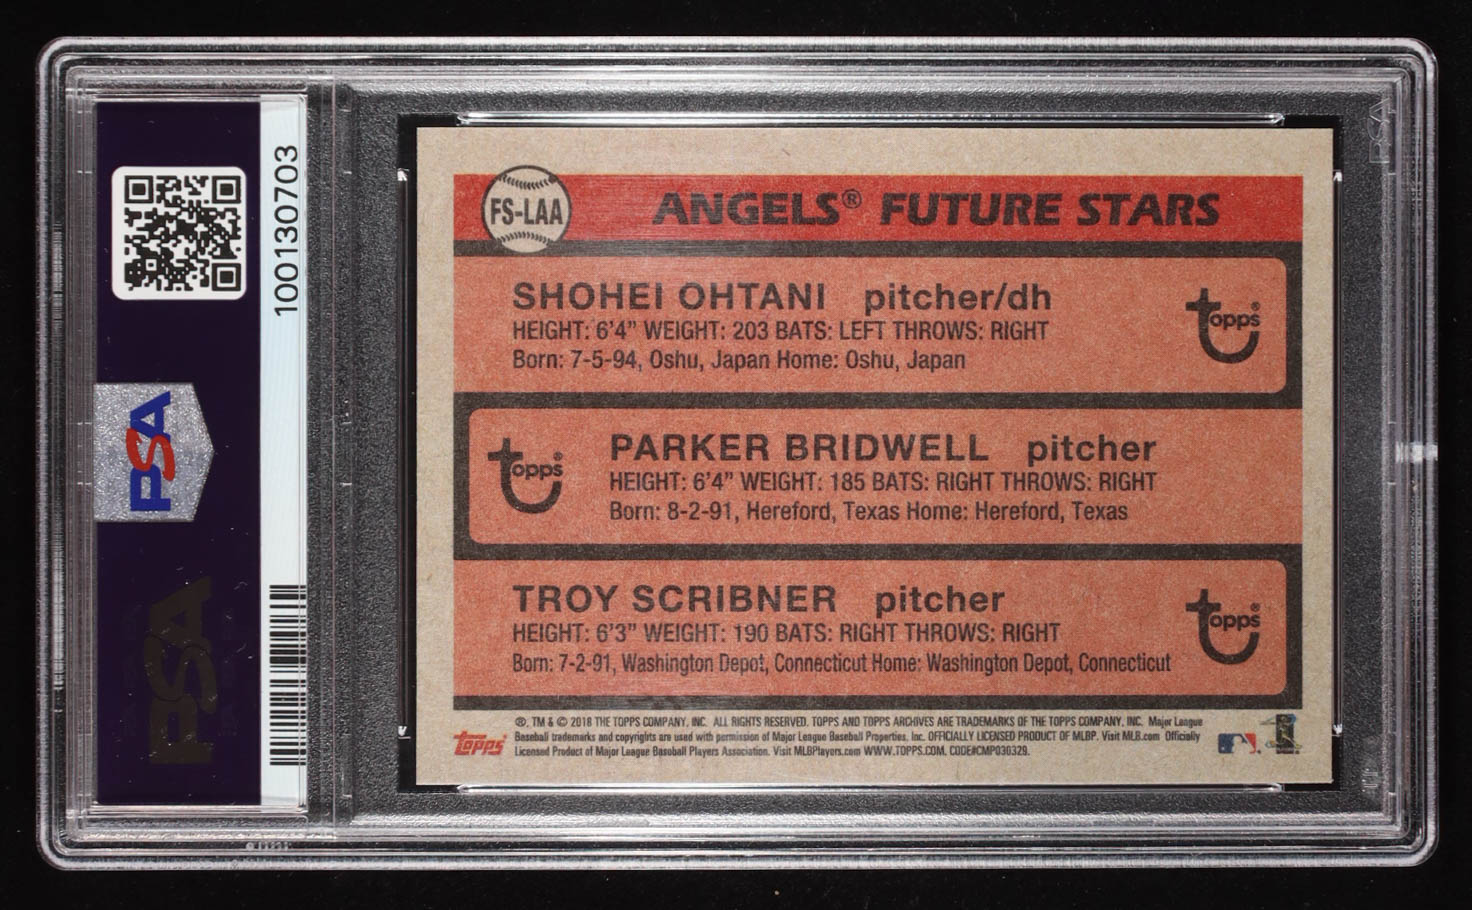 100130703
PSA
PSA
FS-LAA
ANGELS® FUTURE STARS
SHOHEI OHTANI pitcher/dh
HEIGHT: 6'4" WEIGHT: 203 BATS: LEFT THROWS: RIGHT
Born: 7-5-94, Oshu, Japan Home: Oshu, Japan
topps®
PARKER BRIDWELL pitcher
HEIGHT: 6'4" WEIGHT: 185 BATS: RIGHT THROWS: RIGHT
Born: 8-2-91, Hereford, Texas Home: Hereford, Texas
topps®
TROY SCRIBNER pitcher
HEIGHT: 6'3" WEIGHT: 190 BATS: RIGHT THROWS: RIGHT
Born: 7-2-91, Washington Depot, Connecticut Home: Washington Depot, Connecticut
topps®
topps®
®, TM & © 2018 THE TOPPS COMPANY, INC. ALL RIGHTS RESERVED. TOPPS AND TOPPS ARCHIVES ARE TRADEMARKS OF THE TOPPS COMPANY, INC. Major League
Baseball trademarks and copyrights are used with permission of Major League Baseball Properties, Inc. OFFICIALLY LICENSED PRODUCT OF MLBP. Visit MLB.com Officially
Licensed Product of Major League Baseball Players Association. Visit MLBPlayers.com WWW.TOPPS.COM. CODE#CMP030329.
PSA